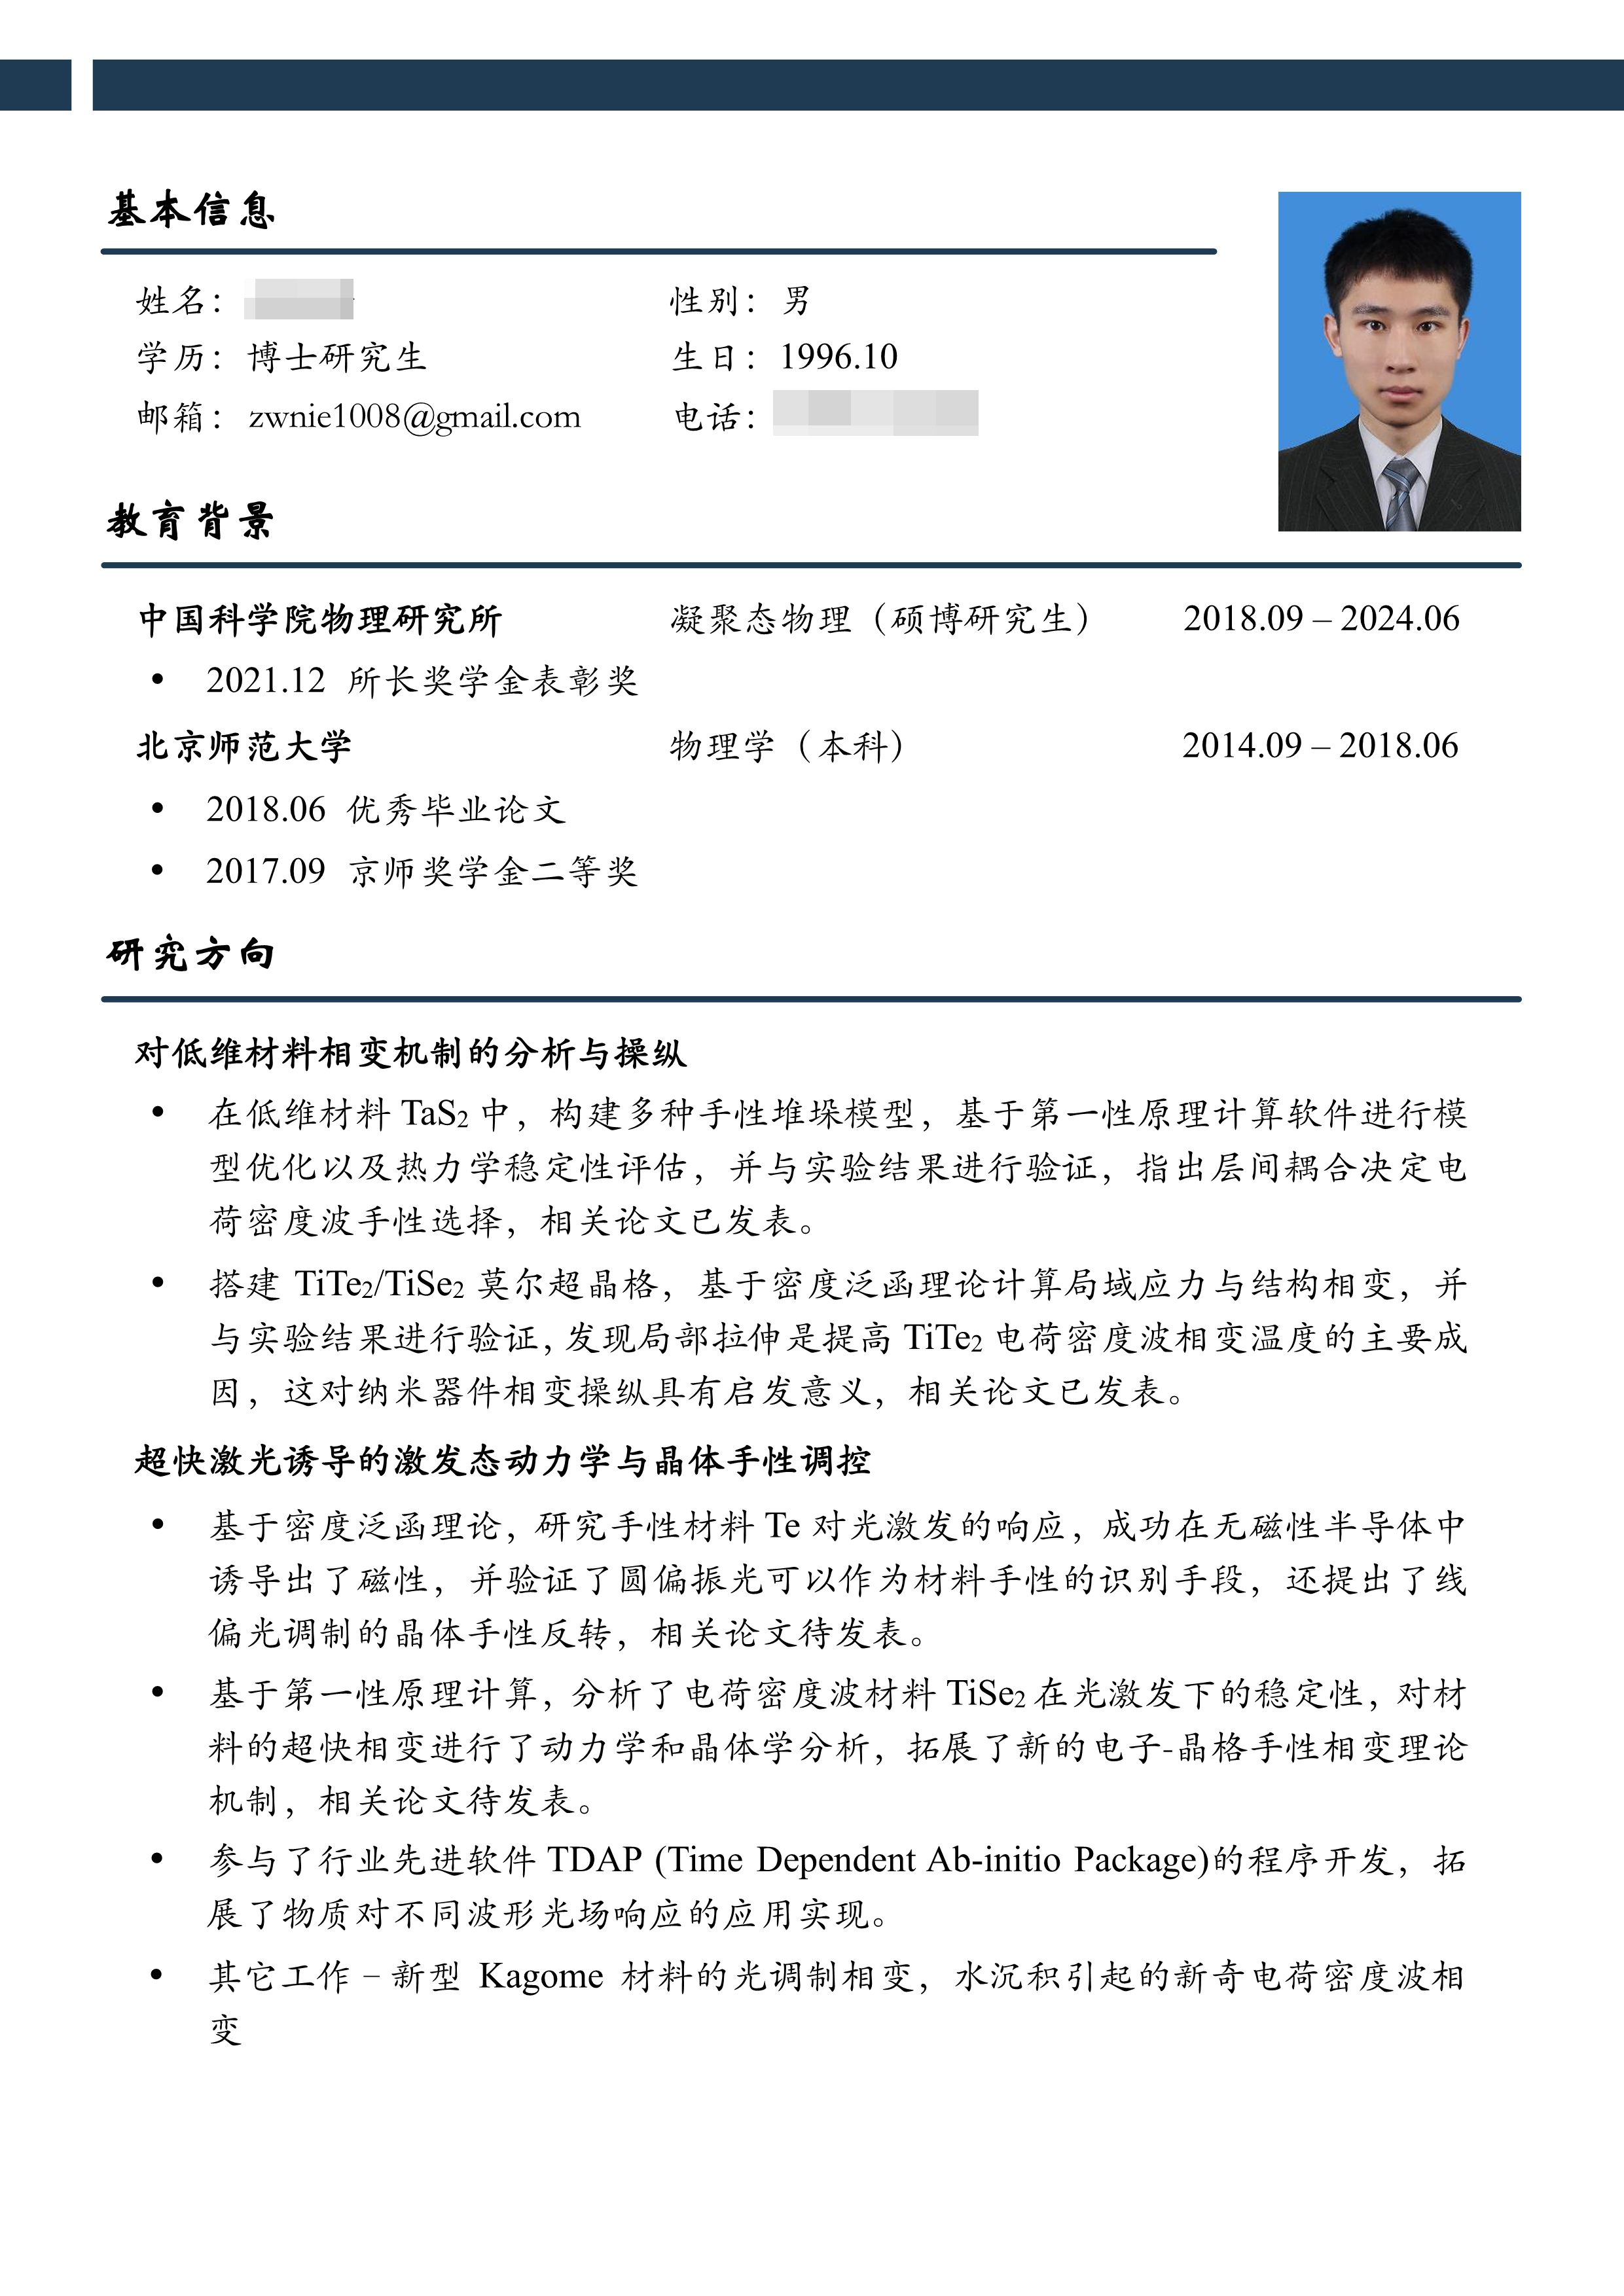 基本信息
姓名： 性别：男
学历：博士研究生 生日：1996.10
邮箱：zwnie1008@gmail.com 电话：
教育背景
中国科学院物理研究所 凝聚态物理（硕博研究生） 2018.09 – 2024.06
• 2021.12 所长奖学金表彰奖
北京师范大学 物理学（本科） 2014.09 – 2018.06
• 2018.06 优秀毕业论文
• 2017.09 京师奖学金二等奖
研究方向
对低维材料相变机制的分析与操纵
• 在低维材料 TaS2 中，构建多种手性堆垛模型，基于第一性原理计算软件进行模
型优化以及热力学稳定性评估，并与实验结果进行验证，指出层间耦合决定电
荷密度波手性选择，相关论文已发表。
• 搭建 TiTe2/TiSe2 莫尔超晶格，基于密度泛函理论计算局域应力与结构相变，并
与实验结果进行验证，发现局部拉伸是提高 TiTe2 电荷密度波相变温度的主要成
因，这对纳米器件相变操纵具有启发意义，相关论文已发表。
超快激光诱导的激发态动力学与晶体手性调控
• 基于密度泛函理论，研究手性材料 Te 对光激发的响应，成功在无磁性半导体中
诱导出了磁性，并验证了圆偏振光可以作为材料手性的识别手段，还提出了线
偏光调制的晶体手性反转，相关论文待发表。
• 基于第一性原理计算，分析了电荷密度波材料 TiSe2 在光激发下的稳定性，对材
料的超快相变进行了动力学和晶体学分析，拓展了新的电子-晶格手性相变理论
机制，相关论文待发表。
• 参与了行业先进软件 TDAP (Time Dependent Ab-initio Package)的程序开发，拓
展了物质对不同波形光场响应的应用实现。
• 其它工作 – 新型 Kagome 材料的光调制相变，水沉积引起的新奇电荷密度波相
变